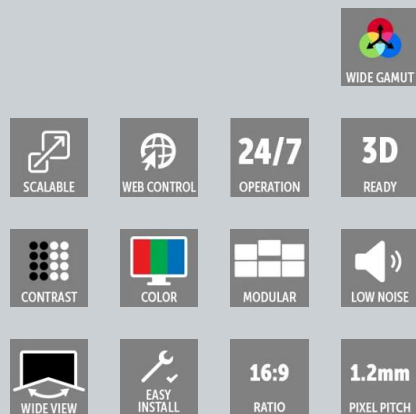 WIDE GAMUT
SCALABLE
WEB CONTROL
24/7
OPERATION
3D
READY
CONTRAST
COLOR
MODULAR
LOW NOISE
WIDE VIEW
EASY
INSTALL
16:9
RATIO
1.2mm
PIXEL PITCH